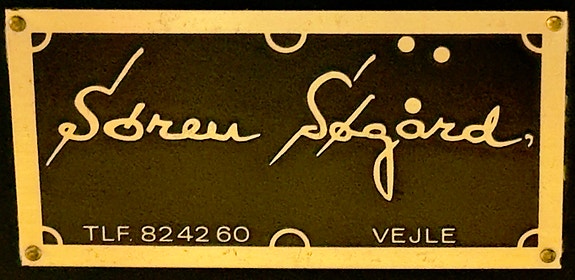 Søren Søgård,
TLF. 82 42 60 VEJLE